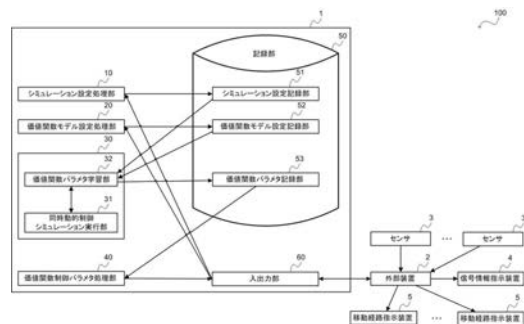 1
100
50
記録部
10
シミュレーション設定処理部
51
シミュレーション設定記録部
20
価値関数モデル設定処理部
52
価値関数モデル設定記録部
30
32
価値関数パラメタ学習部
53
価値関数パラメタ記録部
31
同時動的制御
シミュレーション実行部
3
センサ
…
3
センサ
40
価値関数制御パラメタ処理部
60
入出力部
2
外部装置
4
信号情報指示装置
5
移動経路指示装置
…
5
移動経路指示装置